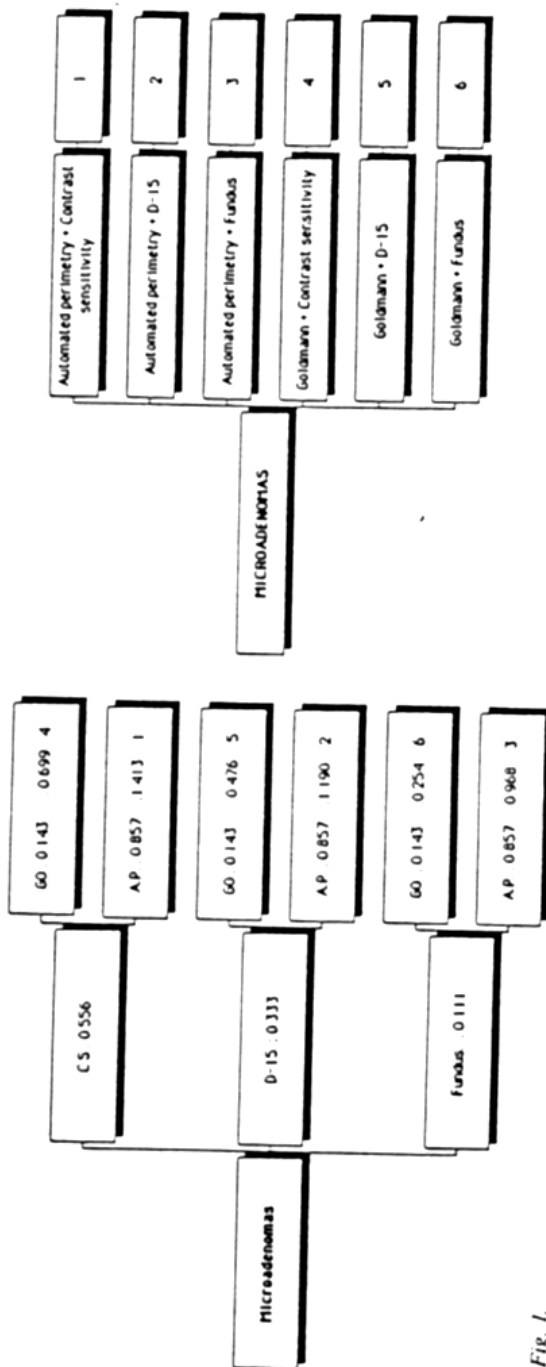 Microadenomas
CS 0.556
GO 0.143 0.699 4
A.P. 0.857 .1.413 1
D-15 : 0.333
GO 0.143 0.476 5
A.P. 0.857 .1.190 2
Fundus .0.111
GO . 0.143 0.254 6
A.P. 0.857 0.968 3
MICROADENOMAS
Automated perimetry + Contrast
sensitivity
1
Automated perimetry + D-15
2
Automated perimetry + Fundus
3
Goldmann + Contrast sensitivity
4
Goldmann + D-15
5
Goldmann + Fundus
6
Fig. 1.